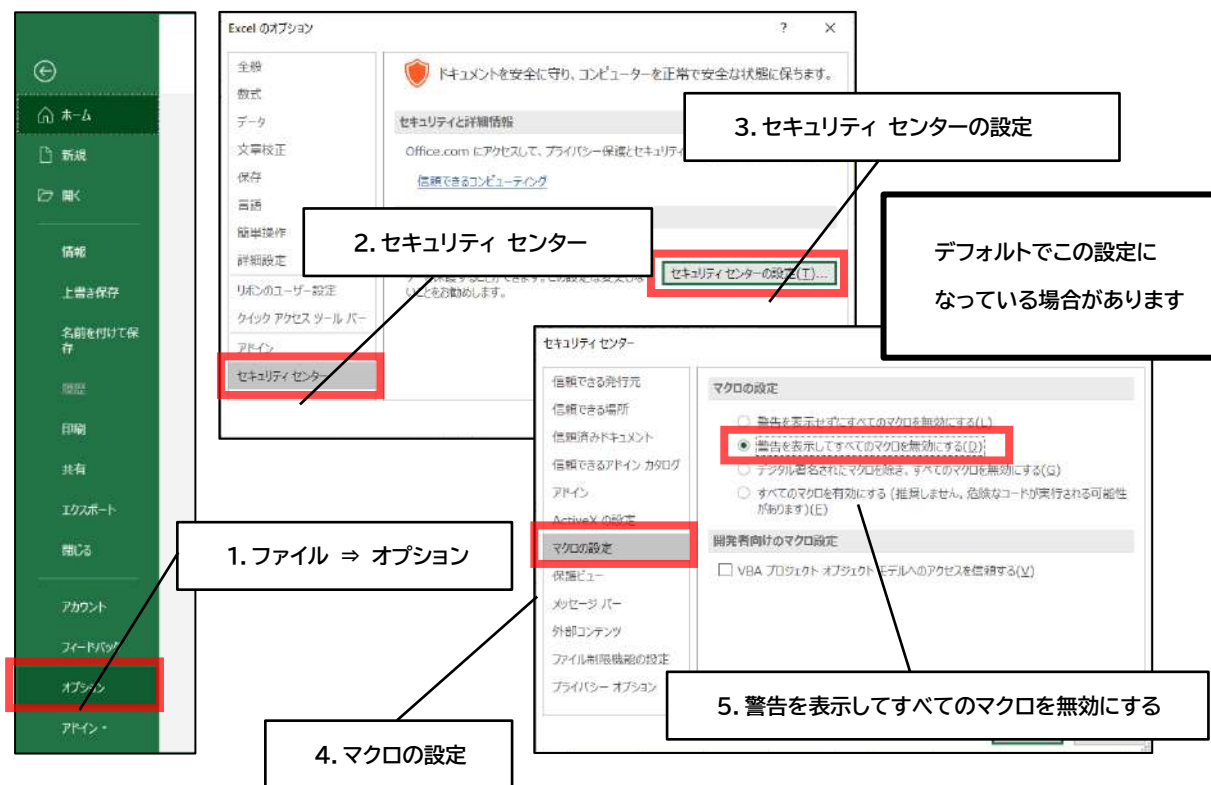 ホーム
新規
開く
情報
上書き保存
名前を付けて保
存
履歴
印刷
共有
エクスポート
閉じる
アカウント
フィードバック
オプション
アドイン
Excel のオプション
? ×
全般
数式
データ
文章校正
保存
言語
簡単操作
詳細設定
リボンのユーザー設定
クイック アクセス ツール バー
アドイン
セキュリティ センター
ドキュメントを安全に守り、コンピューターを正常で安全な状態に保ちます。
セキュリティと詳細情報
Office.com にアクセスして、プライバシー保護とセキュリティ
信頼できるコンピューティング
いことをお勧めします。
セキュリティ センターの設定(T)...
3.セキュリティ センターの設定
2.セキュリティ センター
デフォルトでこの設定に
なっている場合があります
セキュリティ センター
信頼できる発行元
信頼できる場所
信頼済みドキュメント
信頼できるアドイン カタログ
アドイン
ActiveX の設定
マクロの設定
保護ビュー
メッセージ バー
外部コンテンツ
ファイル制限機能の設定
プライバシー オプション
マクロの設定
警告を表示せずにすべてのマクロを無効にする(L)
警告を表示してすべてのマクロを無効にする(D)
デジタル署名されたマクロを除き、すべてのマクロを無効にする(G)
すべてのマクロを有効にする (推奨しません。危険なコードが実行される可能性
があります)(E)
開発者向けのマクロ設定
VBA プロジェクト オブジェクト モデルへのアクセスを信頼する(V)
1.ファイル ⇒ オプション
5.警告を表示してすべてのマクロを無効にする
4.マクロの設定